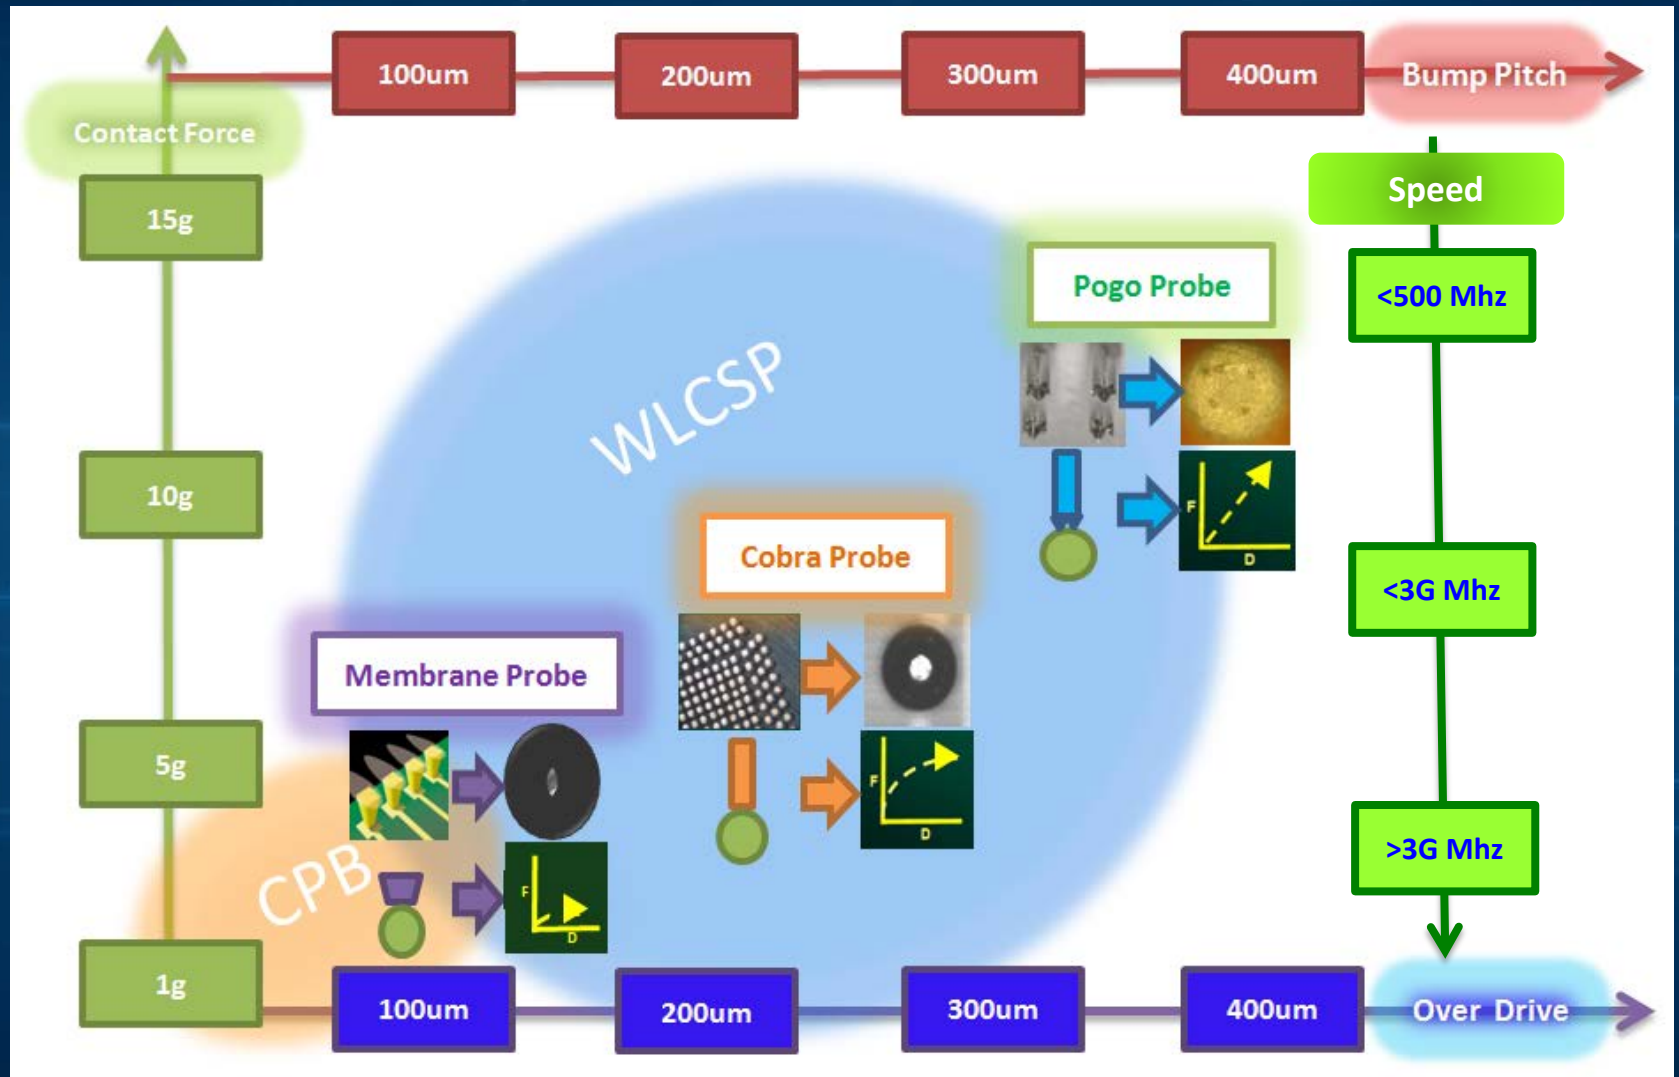 100um
200um
300um
400um
Bump Pitch
Contact Force
Speed
15g
Pogo Probe
<500 Mhz
WLCSP
10g
F
D
Cobra Probe
<3G Mhz
Membrane Probe
5g
F
D
>3G Mhz
CPB
F
D
1g
100um
200um
300um
400um
Over Drive